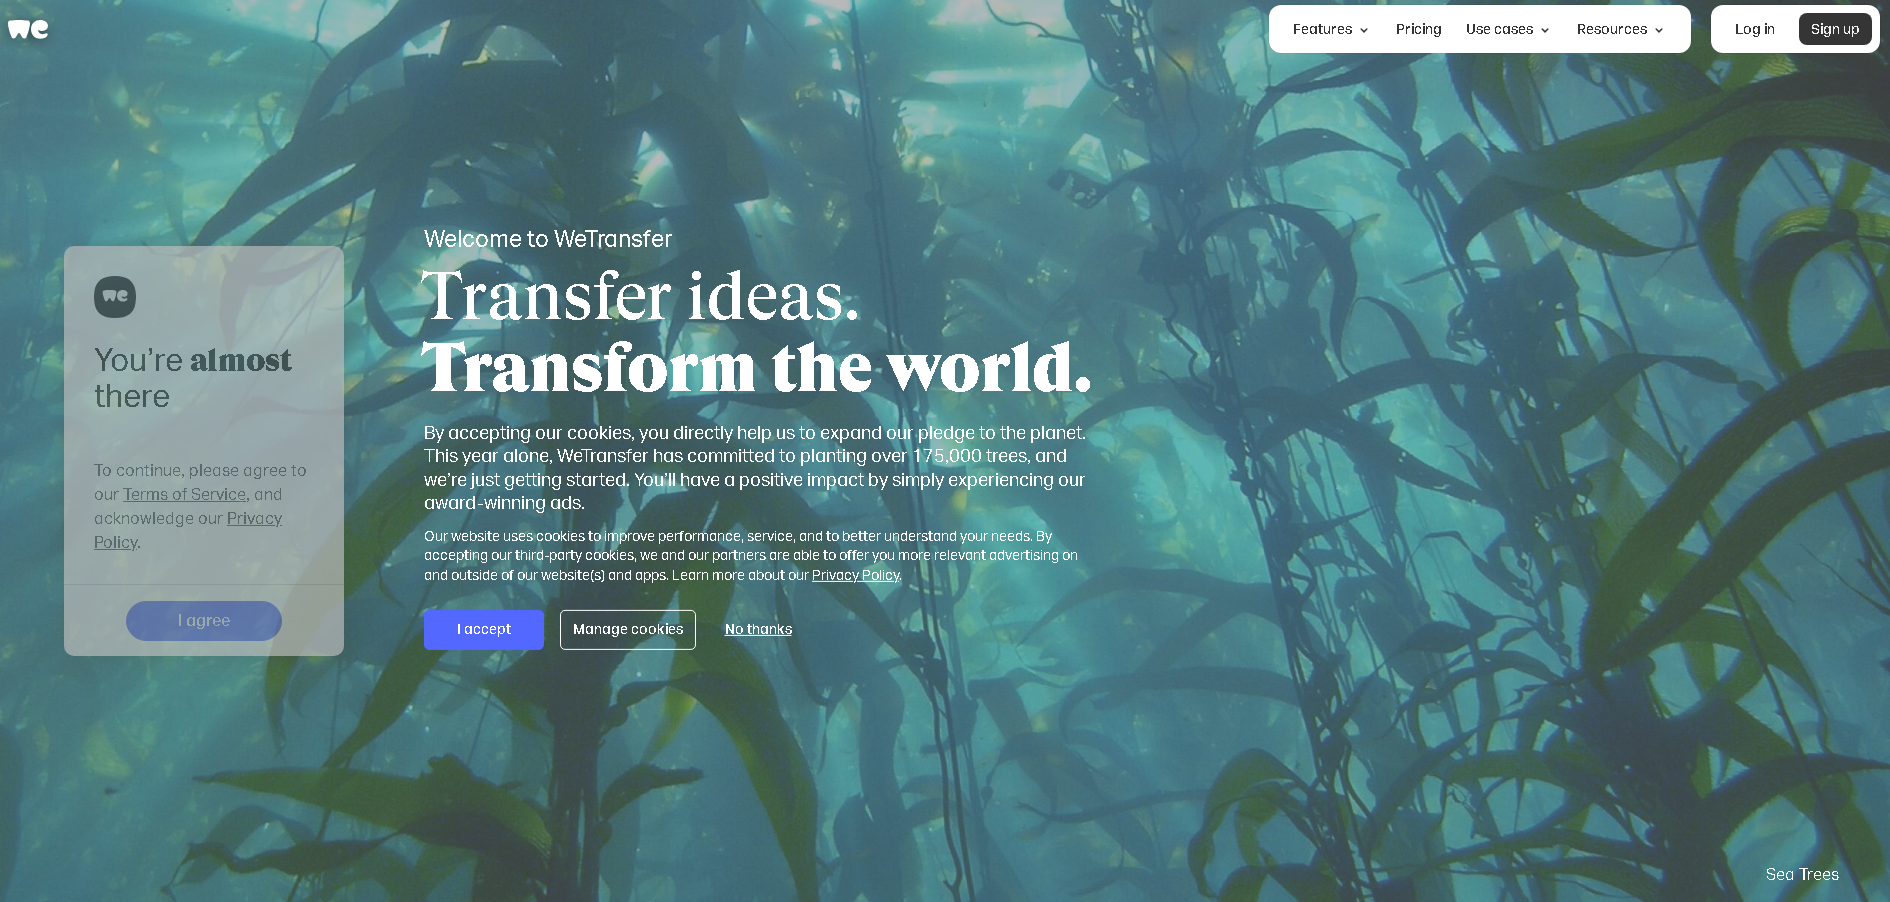 we
Features
Pricing
Use cases
Resources
Log in
Sign up
we
You're almost
there
To continue, please agree to
our Terms of Service, and
acknowledge our Privacy
Policy.
I agree
Welcome to WeTransfer
Transfer ideas.
Transform the world.
By accepting our cookies, you directly help us to expand our pledge to the planet.
This year alone, WeTransfer has committed to planting over 175,000 trees, and
we're just getting started. You'll have a positive impact by simply experiencing our
award-winning ads.
Our website uses cookies to improve performance, service, and to better understand your needs. By
accepting our third-party cookies, we and our partners are able to offer you more relevant advertising on
and outside of our website(s) and apps. Learn more about our Privacy Policy.
I accept
Manage cookies
No thanks
Sea Trees